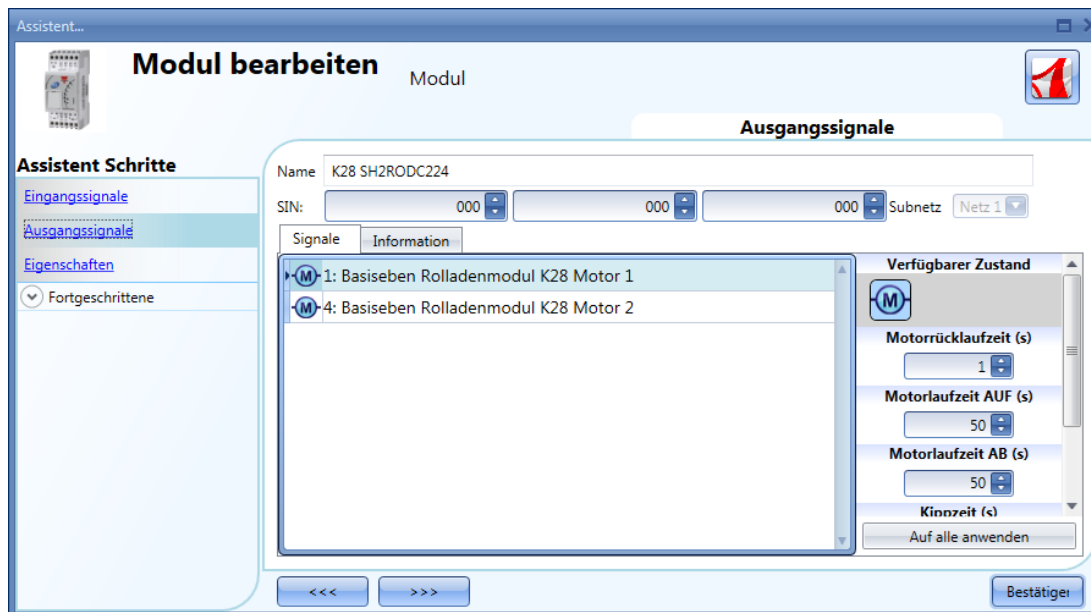 Assistent...
Modul bearbeiten
Modul
Ausgangssignale
Assistent Schritte
Eingangssignale
Ausgangssignale
Eigenschaften
Fortgeschrittene
Name K28 SH2RODC224
SIN: 000 000 000 Subnetz Netz 1
Signale Information
M 1: Basiseben Rolladenmodul K28 Motor 1
M 4: Basiseben Rolladenmodul K28 Motor 2
Verfügbarer Zustand
M
Motorrücklaufzeit (s)
1
Motorlaufzeit AUF (s)
50
Motorlaufzeit AB (s)
50
Kippzeit (s)
Auf alle anwenden
<<< >>> Bestätiger